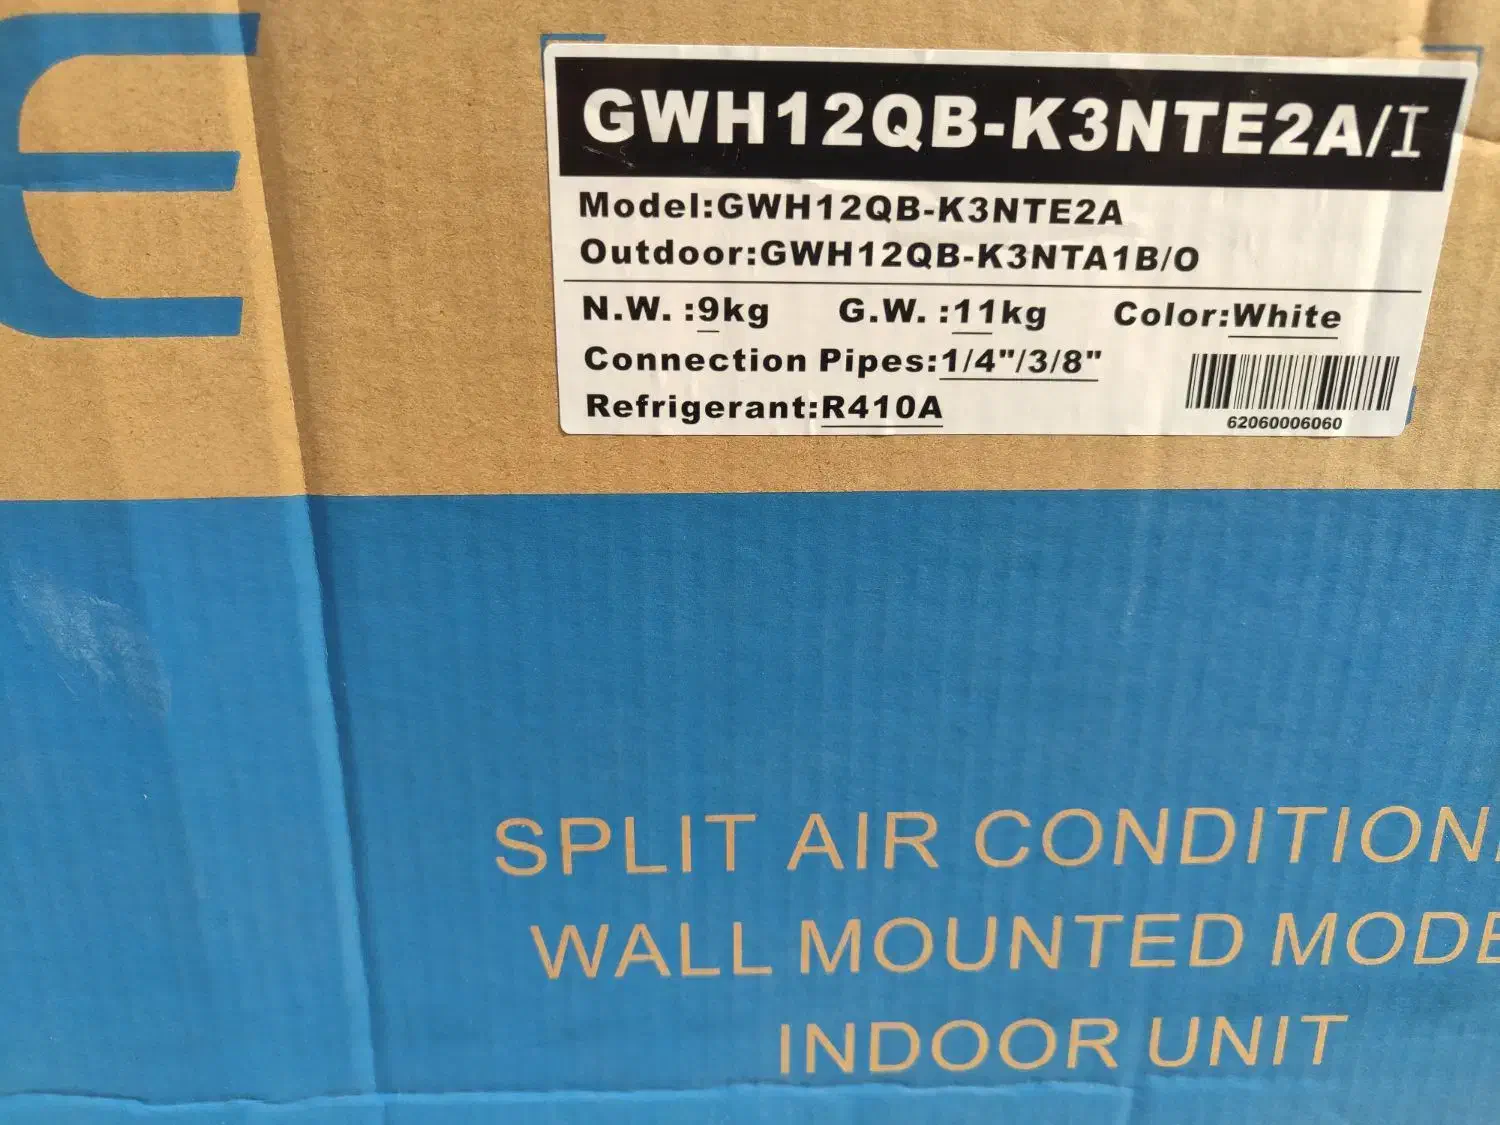 E
GWH12QB-K3NTE2A/I
Model:GWH12QB-K3NTE2A
Outdoor:GWH12QB-K3NTA1B/O
N.W. :9kg G.W. :11kg Color:White
Connection Pipes:1/4"/3/8"
Refrigerant:R410A
62060006060
SPLIT AIR CONDITION
WALL MOUNTED MODE
INDOOR UNIT